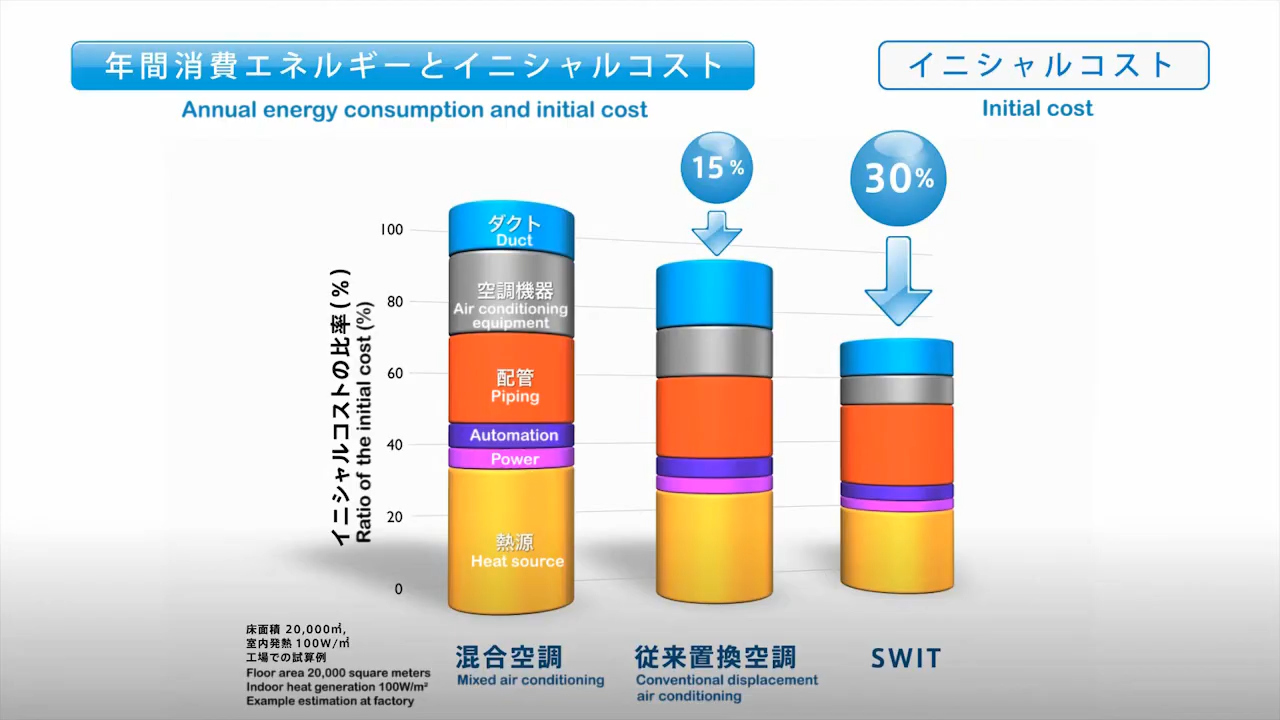 年間消費エネルギーとイニシャルコスト
Annual energy consumption and initial cost
イニシャルコスト
Initial cost
15%
30%
イニシャルコストの比率(%)
Ratio of the initial cost (%)
100
80
60
40
20
0
ダクト
Duct
空調機器
Air conditioning
equipment
配管
Piping
Automation
Power
熱源
Heat source
床面積 20,000㎡,
室内発熱 100W/㎡
工場での試算例
Floor area 20,000 square meters
Indoor heat generation 100W/m²
Example estimation at factory
混合空調
Mixed air conditioning
従来置換空調
Conventional displacement
air conditioning
SWIT